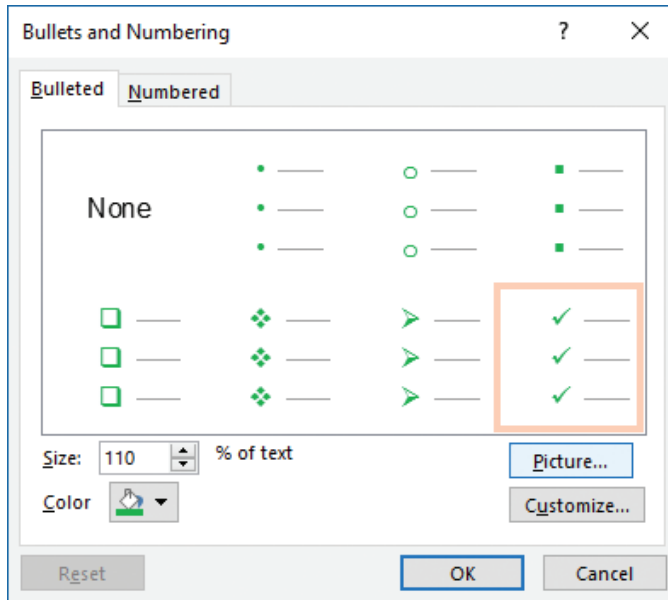 Bullets and Numbering ?
Bulleted Numbered
None
Size: 110 % of text
Picture...
Color
Customize...
Reset OK Cancel